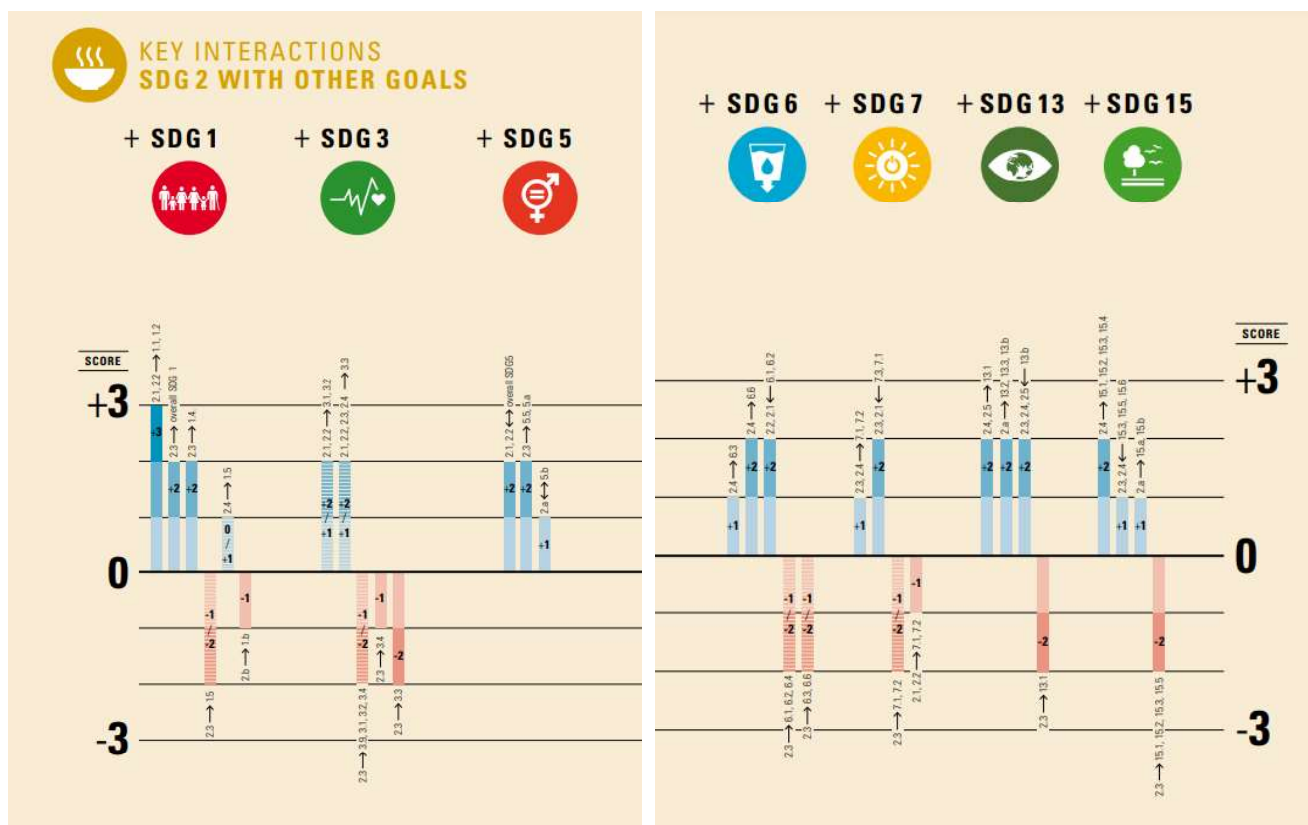 KEY INTERACTIONS
SDG 2 WITH OTHER GOALS
+ SDG 1
+ SDG 3
+ SDG 5
SCORE
+3
0
-3
2.1, 2.2 → 1.1, 1.2
+3
2.3 → overall SDG 1
+2
2.3 → 1.4
+2
-1
/
-2
2.3 → 1.5
2.4 → 1.5
0
/
+1
-1
2.b → 1.b
2.1, 2.2 → 3.1, 3.2
+2
/
+1
2.1, 2.2, 2.3, 2.4 → 3.3
+2
/
+1
-1
/
-2
2.3 → 3.9, 3.1, 3.2, 3.4
-1
2.3 → 3.4
-2
2.3 → 3.3
2.1, 2.2 ↔ overall SDG5
+2
2.3 → 5.5, 5.a
+2
2.a ↔ 5.b
+1
+ SDG 6
+ SDG 7
+ SDG 13
+ SDG 15
SCORE
+3
0
-3
2.4 → 6.3
+1
2.4 → 6.6
+2
2.2, 2.1 ← 6.1, 6.2
+2
-1
/
-2
2.3 → 6.1, 6.2, 6.4
-1
/
-2
2.3 → 6.3, 6.6
2.3, 2.4 → 7.1, 7.2
+1
2.3, 2.1 ← 7.3, 7.1
+2
-1
/
-2
2.3 → 7.1, 7.2
-1
2.1, 2.2 → 7.1, 7.2
2.4, 2.5 → 13.1
+2
2.a → 13.2, 13.3, 13.b
+2
2.3, 2.4, 2.5 ← 13.b
+2
-2
2.3 → 13.1
2.4 → 15.1, 15.2, 15.3, 15.4
+2
2.3, 2.4 ← 15.3, 15.5, 15.6
+1
2.a → 15.a, 15.b
+1
-2
2.3 → 15.1, 15.2, 15.3, 15.5